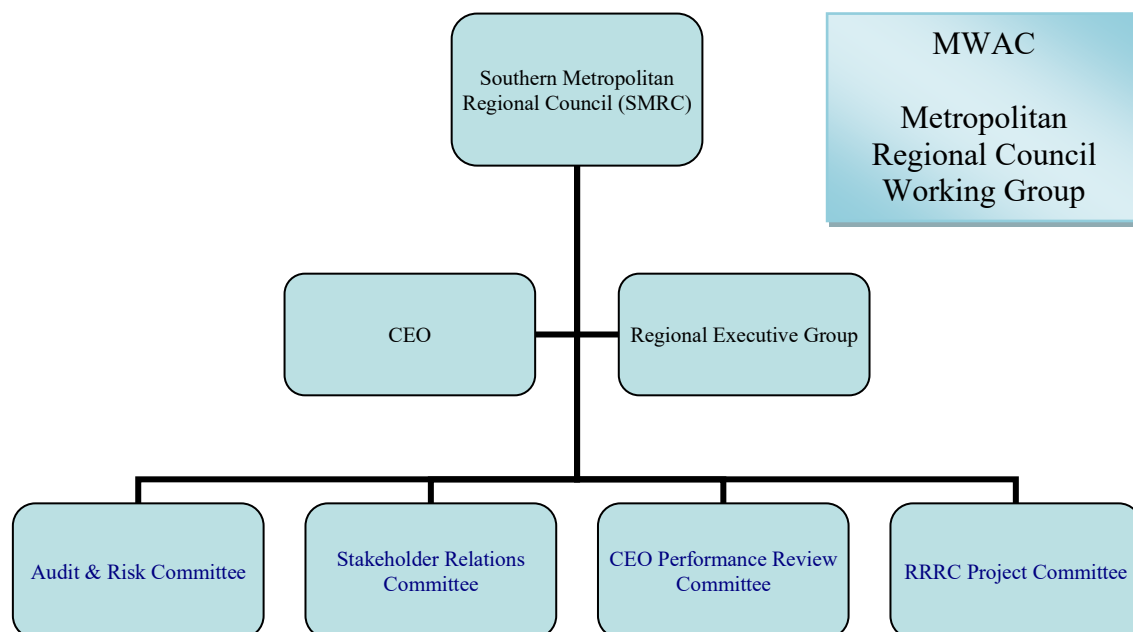 Southern Metropolitan
Regional Council (SMRC)
MWAC
Metropolitan
Regional Council
Working Group
CEO
Regional Executive Group
Audit & Risk Committee
Stakeholder Relations
Committee
CEO Performance Review
Committee
RRRC Project Committee